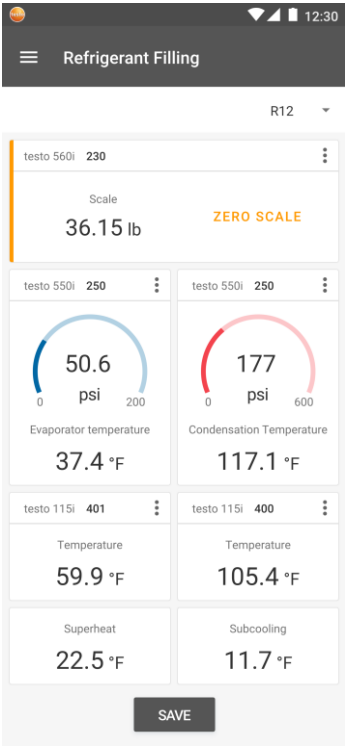 12:30
Refrigerant Filling
R12
testo 560i 230
Scale
36.15 lb
ZERO SCALE
testo 550i 250
50.6
psi
0 200
Evaporator temperature
37.4 °F
testo 550i 250
177
psi
0 600
Condensation Temperature
117.1 °F
testo 115i 401
Temperature
59.9 °F
testo 115i 400
Temperature
105.4 °F
Superheat
22.5 °F
Subcooling
11.7 °F
SAVE